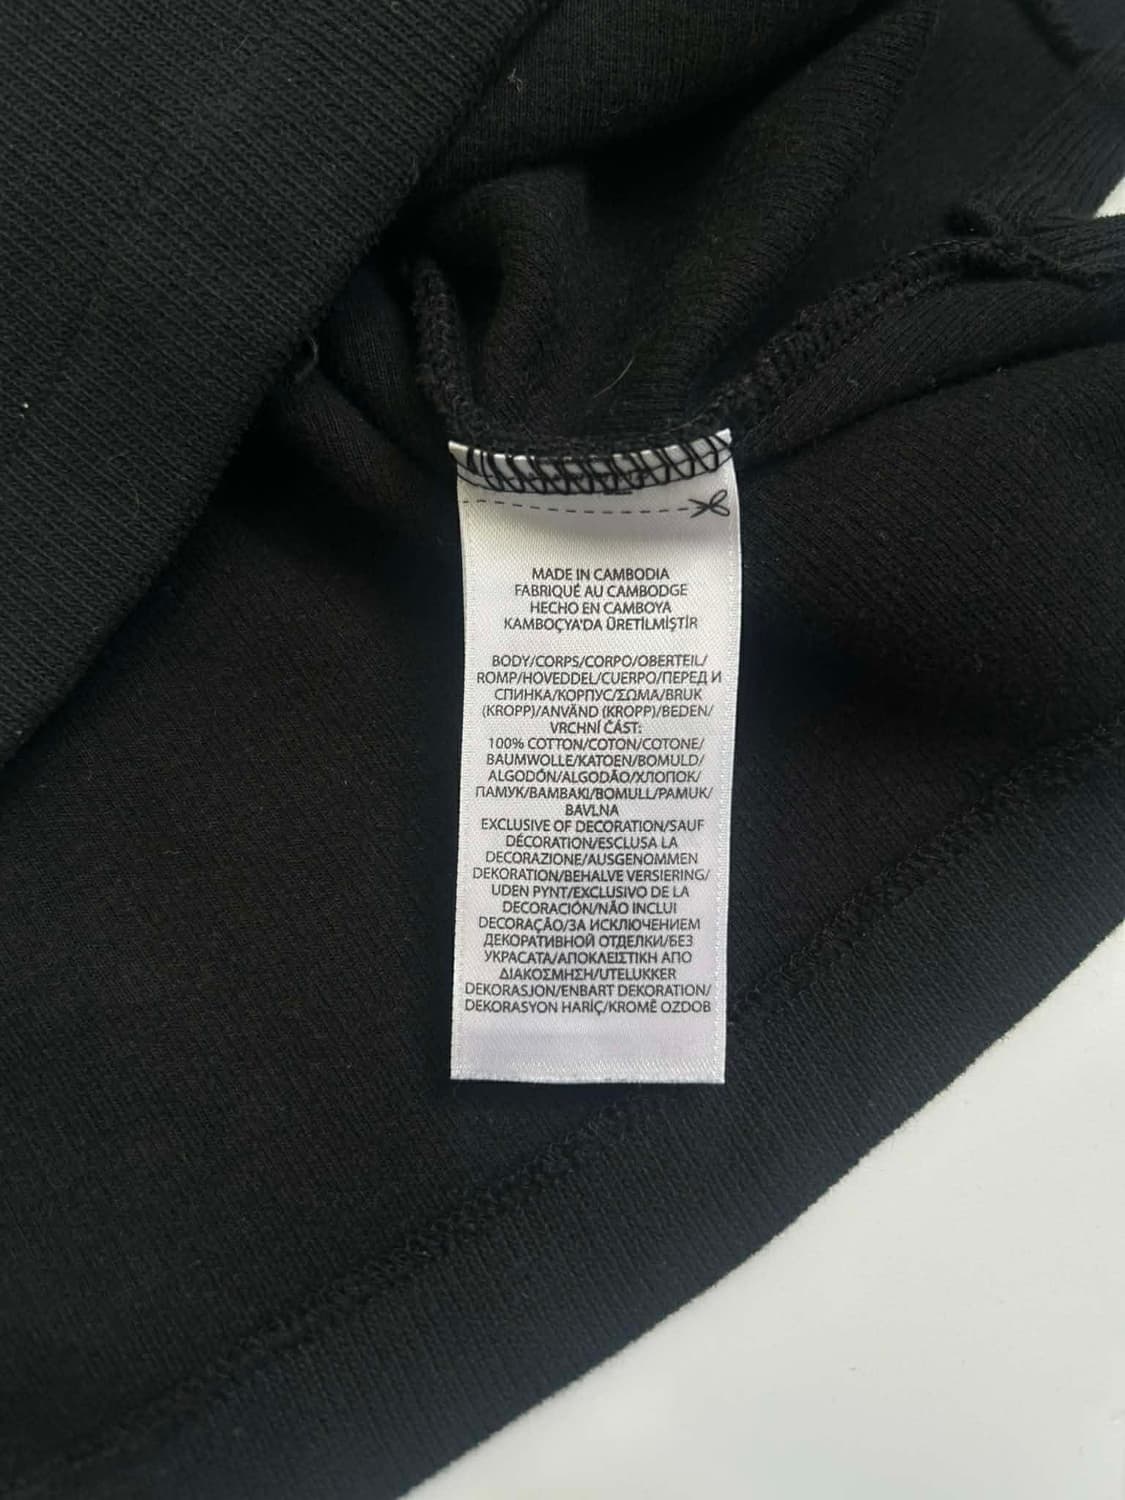 MADE IN CAMBODIA
FABRIQUÉ AU CAMBODGE
HECHO EN CAMBOYA
KAMBOÇYA'DA ÜRETİLMİŞTİR
BODY/CORPS/CORPO/OBERTEIL/
ROMP/HOVEDDEL/CUERPO/ПЕРЕД И
СПИНКА/КОРПУС/ΣΩΜΑ/BRUK
(KROPP)/ANVÄND (KROPP)/BEDEN/
VRCHNÍ ČÁST:
100% COTTON/COTON/COTONE/
BAUMWOLLE/KATOEN/BOMULD/
ALGODÓN/ALGODÃO/ХЛОПОК/
ПАМУК/ΒΑΜΒΑΚΙ/BOMULL/PAMUK/
BAVLNA
EXCLUSIVE OF DECORATION/SAUF
DÉCORATION/ESCLUSA LA
DECORAZIONE/AUSGENOMMEN
DEKORATION/BEHALVE VERSIERING/
UDEN PYNT/EXCLUSIVO DE LA
DECORACIÓN/NÃO INCLUI
DECORAÇÃO/ЗА ИСКЛЮЧЕНИЕМ
ДЕКОРАТИВНОЙ ОТДЕЛКИ/БЕЗ
УКРАСАТА/ΑΠΟΚΛΕΙΣΤΙΚΗ ΑΠΟ
ΔΙΑΚΟΣΜΗΣΗ/UTELUKKER
DEKORASJON/ENBART DEKORATION/
DEKORASYON HARİÇ/KROMĚ OZDOB